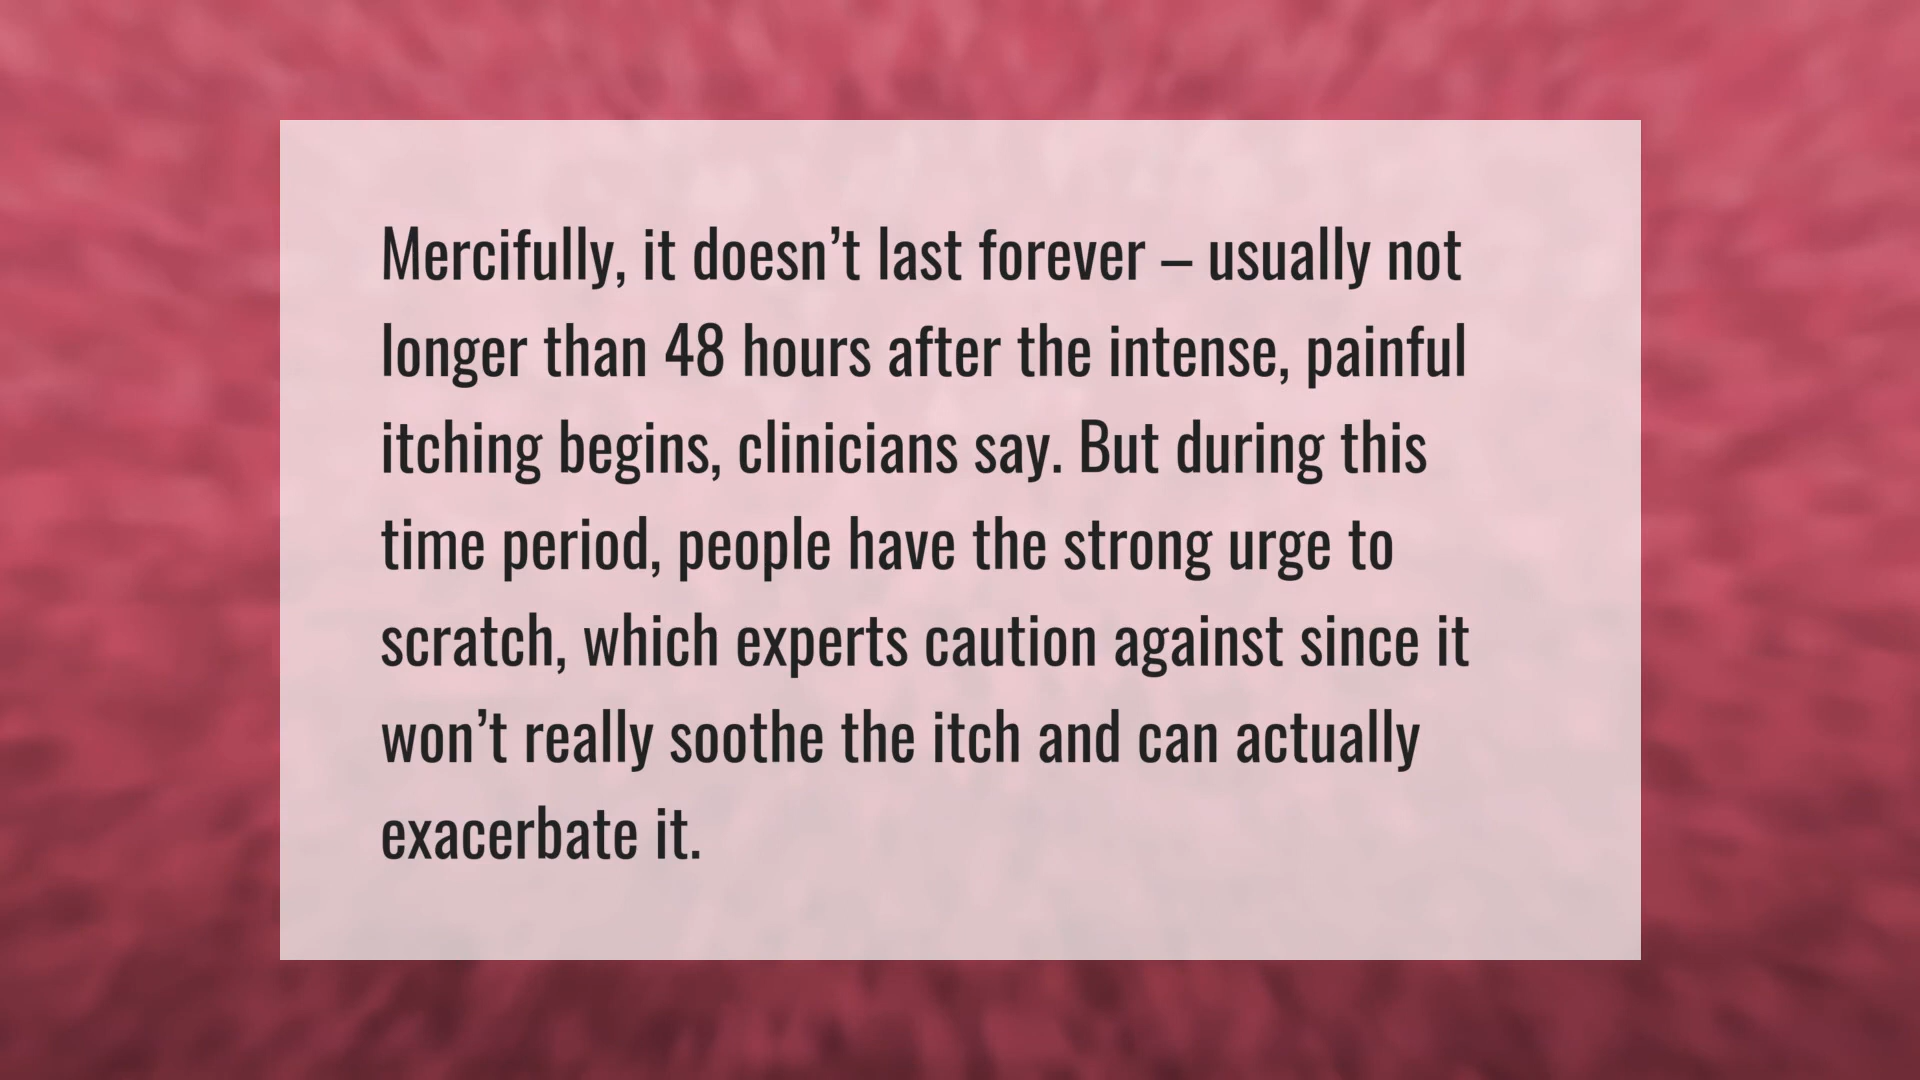 Mercifully, it doesn’t last forever – usually not
longer than 48 hours after the intense, painful
itching begins, clinicians say. But during this
time period, people have the strong urge to
scratch, which experts caution against since it
won’t really soothe the itch and can actually
exacerbate it.